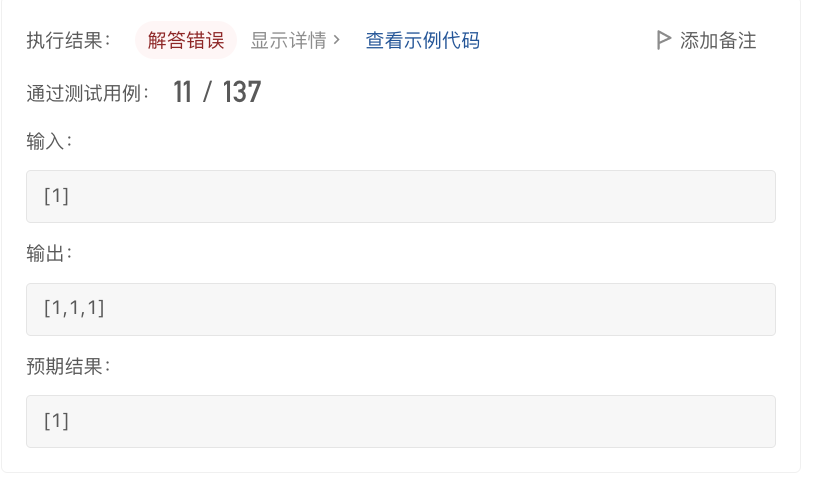 执行结果： 解答错误 显示详情 > 查看示例代码 添加备注
通过测试用例： 11 / 137
输入：
[1]
输出：
[1,1,1]
预期结果：
[1]